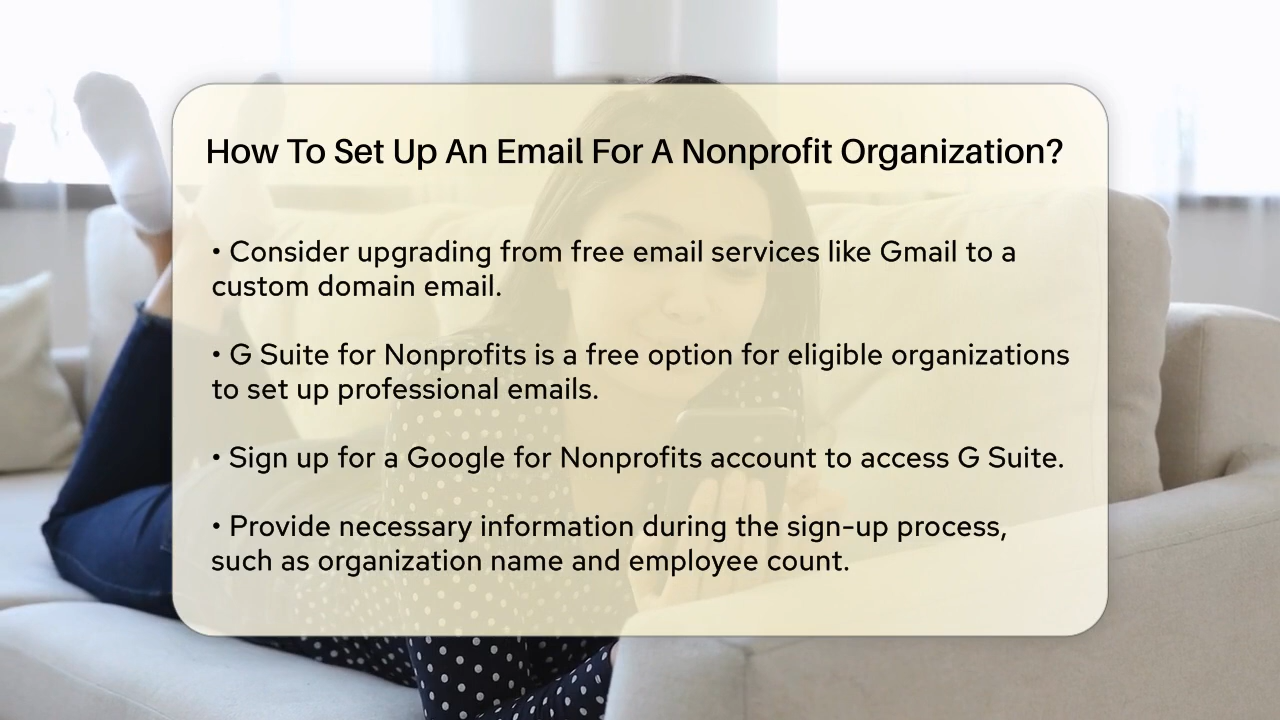 How To Set Up An Email For A Nonprofit Organization?
• Consider upgrading from free email services like Gmail to a
custom domain email.
• G Suite for Nonprofits is a free option for eligible organizations
to set up professional emails.
• Sign up for a Google for Nonprofits account to access G Suite.
• Provide necessary information during the sign-up process,
such as organization name and employee count.